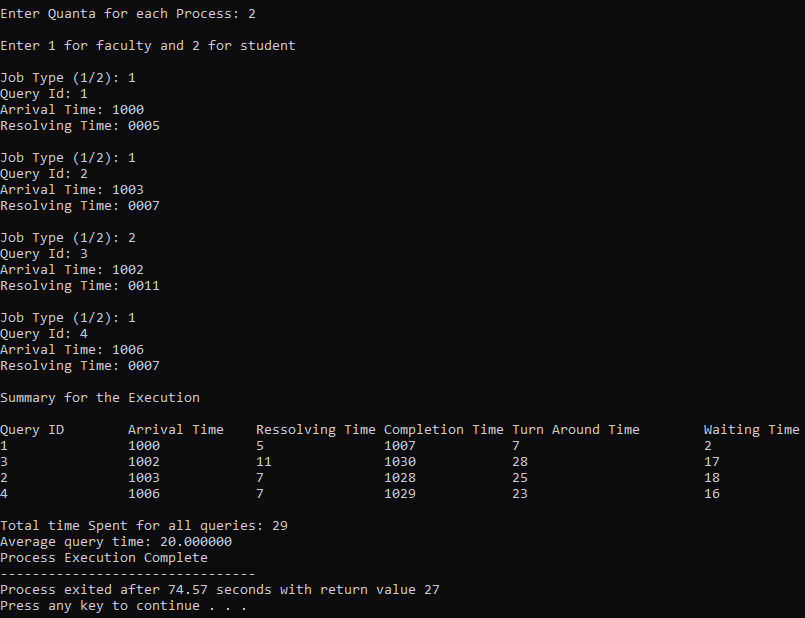 Enter Quanta for each Process: 2
Enter 1 for faculty and 2 for student
Job Type (1/2): 1
Query Id: 1
Arrival Time: 1000
Resolving Time: 0005
Job Type (1/2): 1
Query Id: 2
Arrival Time: 1003
Resolving Time: 0007
Job Type (1/2): 2
Query Id: 3
Arrival Time: 1002
Resolving Time: 0011
Job Type (1/2): 1
Query Id: 4
Arrival Time: 1006
Resolving Time: 0007
Summary for the Execution
Query ID Arrival Time Ressolving Time Completion Time Turn Around Time Waiting Time
1 1000 5 1007 7 2
3 1002 11 1030 28 17
2 1003 7 1028 25 18
4 1006 7 1029 23 16
Total time Spent for all queries: 29
Average query time: 20.000000
Process Execution Complete
--------------------------------
Process exited after 74.57 seconds with return value 27
Press any key to continue . . .